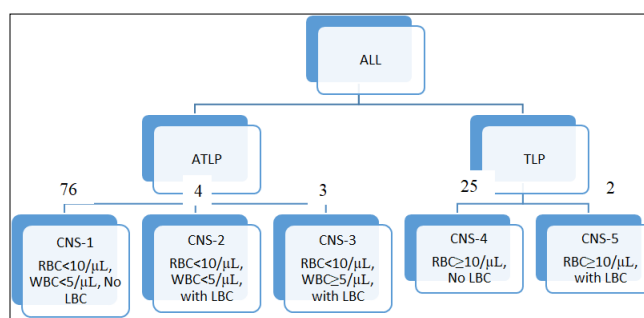 ALL
ATLP
TLP
76
4
3
25
2
CNS-1
RBC<10/µL,
WBC<5/µL, No
LBC
CNS-2
RBC<10/µL,
WBC<5/µL,
with LBC
CNS-3
RBC<10/µL,
WBC≥5/µL,
with LBC
CNS-4
RBC≥10/µL,
No LBC
CNS-5
RBC≥10/µL,
with LBC